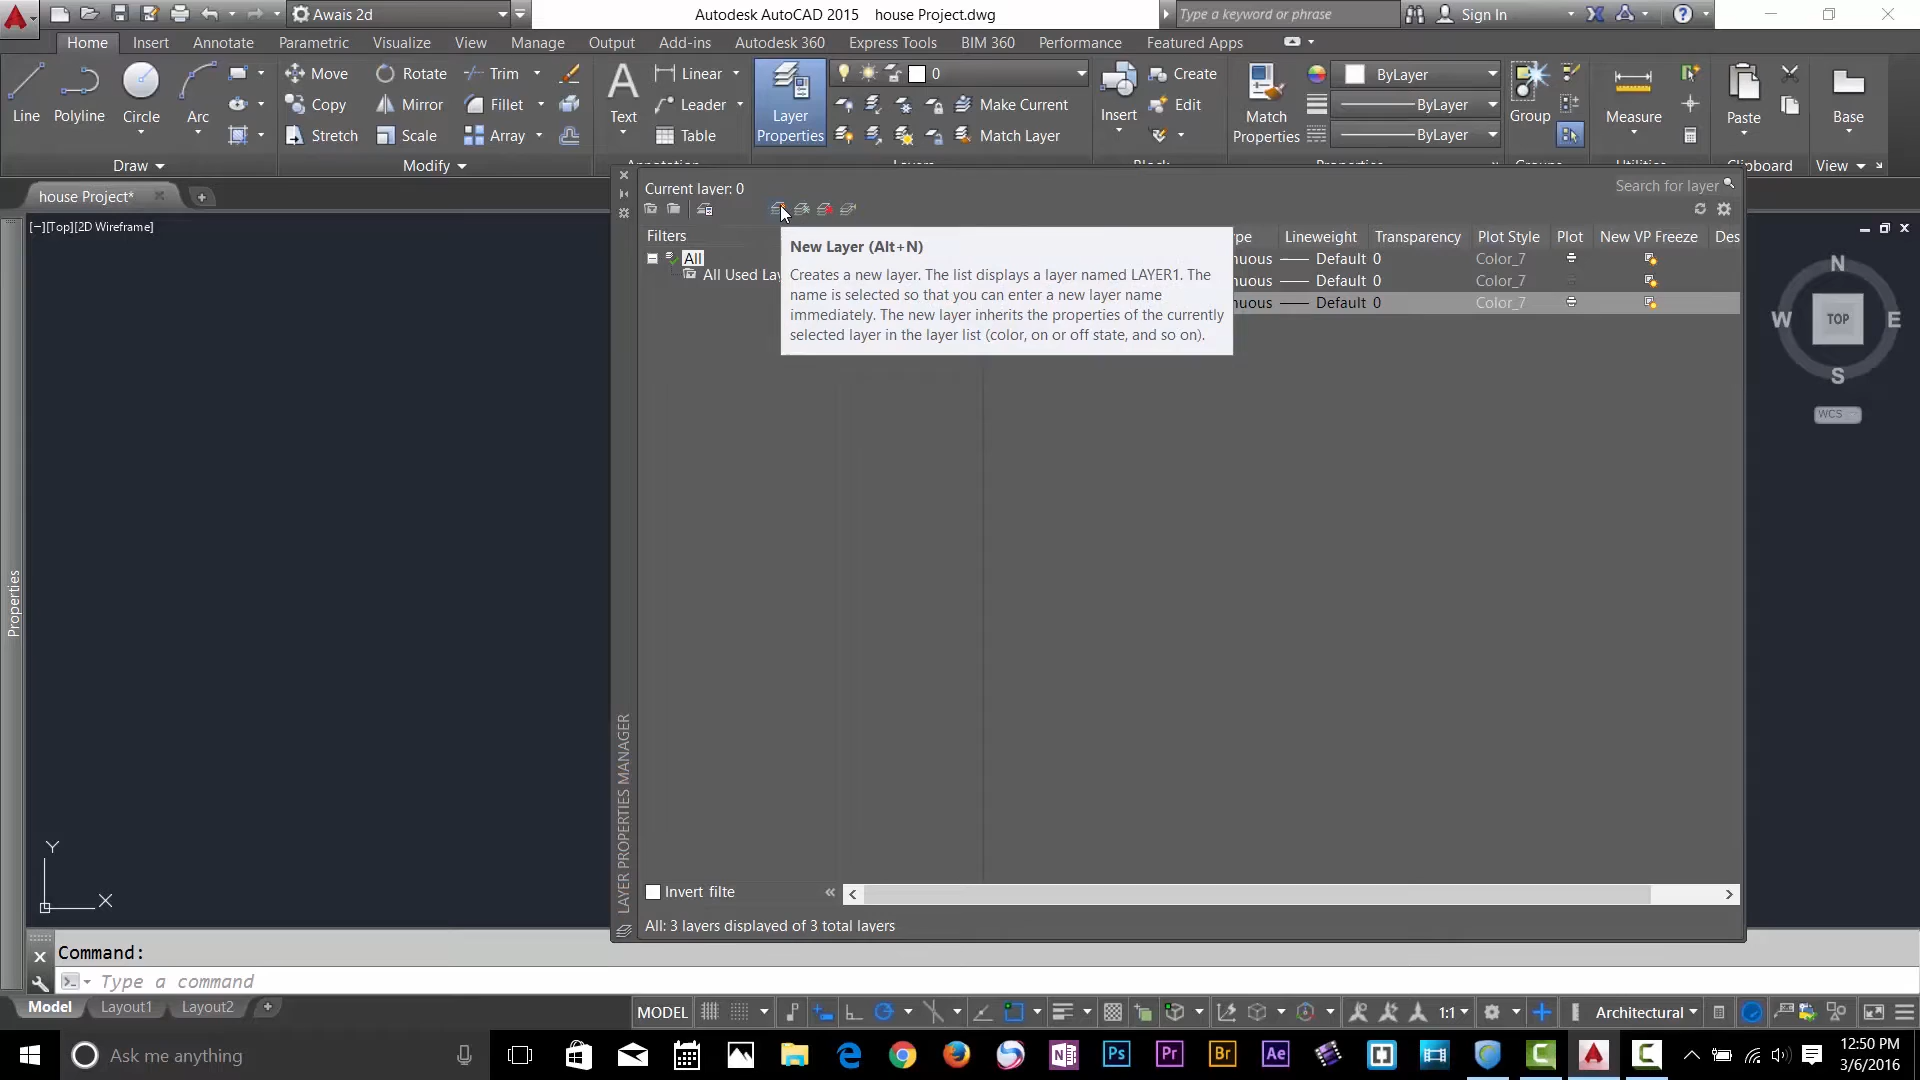 Awais 2d
Autodesk AutoCAD 2015 house Project.dwg
Type a keyword or phrase
Sign In
Home Insert Annotate Parametric Visualize View Manage Output Add-ins Autodesk 360 Express Tools BIM 360 Performance Featured Apps
Line Polyline Circle Arc
Move Rotate Trim
Copy Mirror Fillet
Stretch Scale Array
Text
Linear
Leader
Table
Layer
Properties
0
Make Current
Match Layer
Insert
Create
Edit
Match
Properties
ByLayer
ByLayer
ByLayer
Group
Measure
Paste
Base
Draw Modify
Clipboard
View
house Project*
[−][Top][2D Wireframe]
Current layer: 0
Search for layer
Filters
All
All Used
Lineweight Transparency Plot Style Plot New VP Freeze
nuous Default 0 Color_7
nuous Default 0 Color_7
nuous Default 0 Color_7
New Layer (Alt+N)
Creates a new layer. The list displays a layer named LAYER1. The
name is selected so that you can enter a new layer name
immediately. The new layer inherits the properties of the currently
selected layer in the layer list (color, on or off state, and so on).
N
W TOP E
S
WCS
Properties
LAYER PROPERTIES MANAGER
Y
X
Invert filte
All: 3 layers displayed of 3 total layers
Command:
Type a command
Model Layout1 Layout2
MODEL
1:1
Architectural
Ask me anything
N Ps Pr Br Ae
12:50 PM
3/6/2016